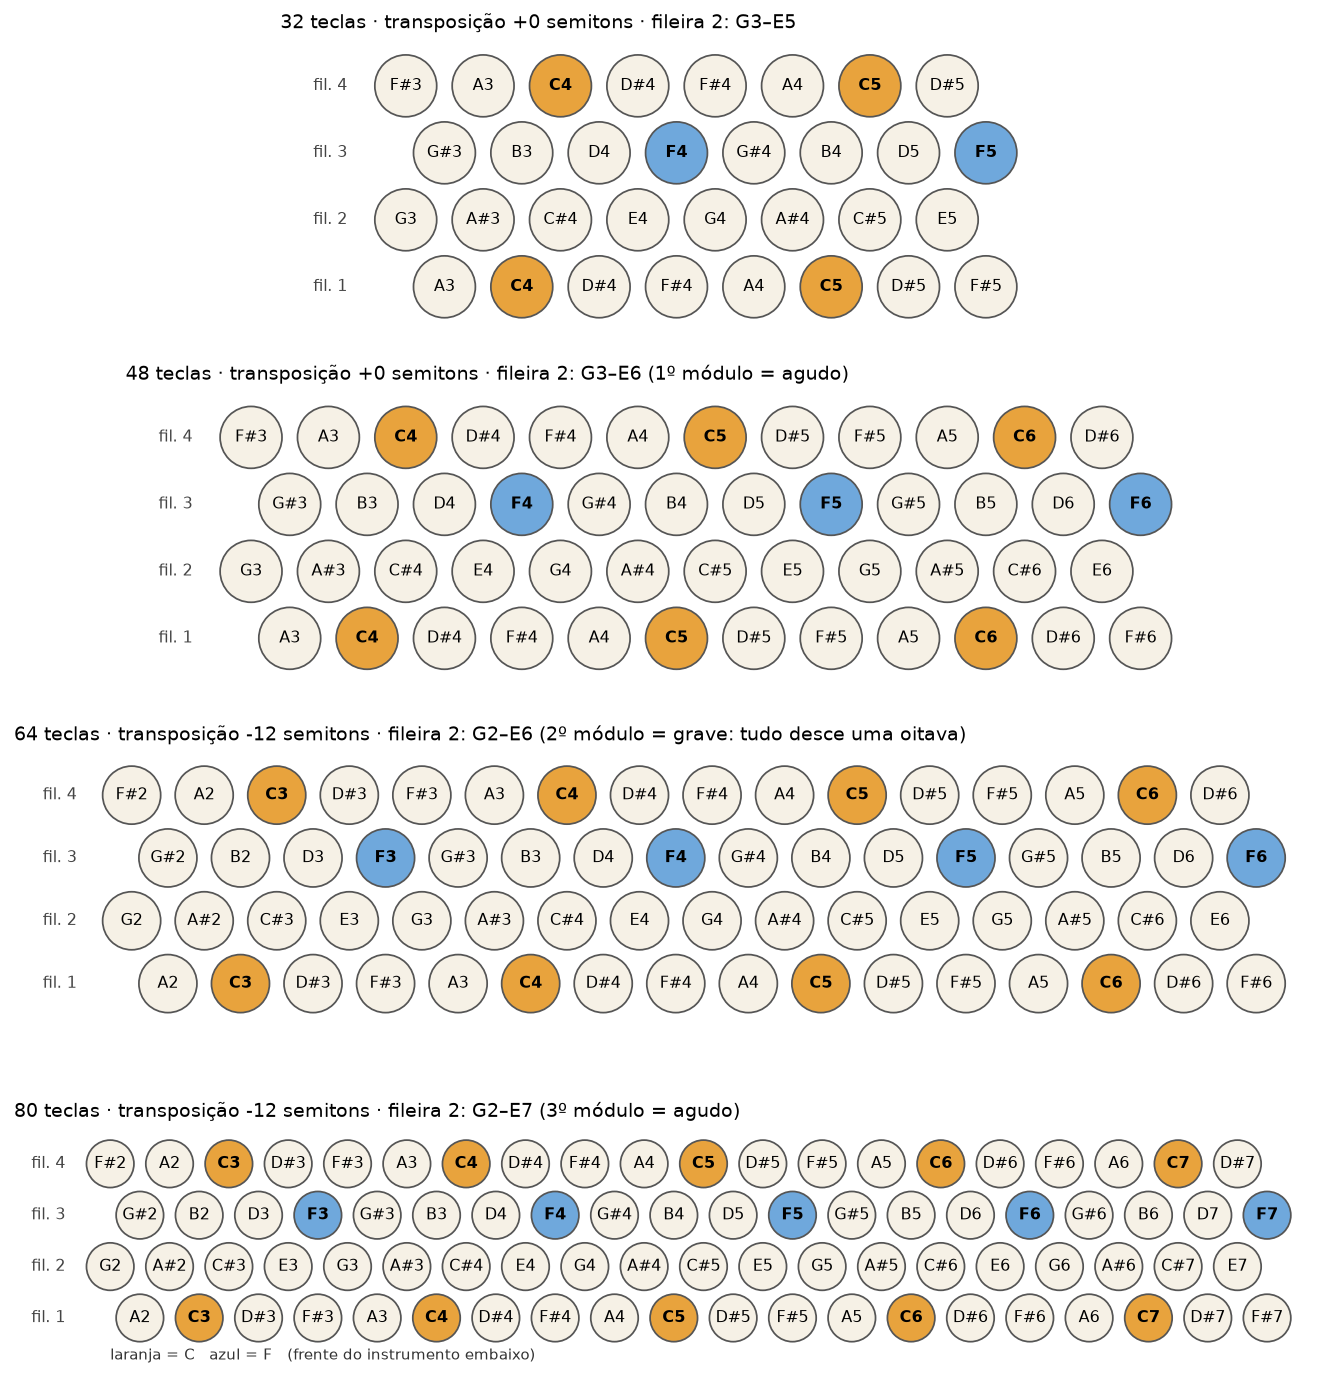 32 teclas · transposição +0 semitons · fileira 2: G3–E5
fil. 4 F#3 A3 C4 D#4 F#4 A4 C5 D#5
fil. 3 G#3 B3 D4 F4 G#4 B4 D5 F5
fil. 2 G3 A#3 C#4 E4 G4 A#4 C#5 E5
fil. 1 A3 C4 D#4 F#4 A4 C5 D#5 F#5
48 teclas · transposição +0 semitons · fileira 2: G3–E6 (1º módulo = agudo)
fil. 4 F#3 A3 C4 D#4 F#4 A4 C5 D#5 F#5 A5 C6 D#6
fil. 3 G#3 B3 D4 F4 G#4 B4 D5 F5 G#5 B5 D6 F6
fil. 2 G3 A#3 C#4 E4 G4 A#4 C#5 E5 G5 A#5 C#6 E6
fil. 1 A3 C4 D#4 F#4 A4 C5 D#5 F#5 A5 C6 D#6 F#6
64 teclas · transposição -12 semitons · fileira 2: G2–E6 (2º módulo = grave: tudo desce uma oitava)
fil. 4 F#2 A2 C3 D#3 F#3 A3 C4 D#4 F#4 A4 C5 D#5 F#5 A5 C6 D#6
fil. 3 G#2 B2 D3 F3 G#3 B3 D4 F4 G#4 B4 D5 F5 G#5 B5 D6 F6
fil. 2 G2 A#2 C#3 E3 G3 A#3 C#4 E4 G4 A#4 C#5 E5 G5 A#5 C#6 E6
fil. 1 A2 C3 D#3 F#3 A3 C4 D#4 F#4 A4 C5 D#5 F#5 A5 C6 D#6 F#6
80 teclas · transposição -12 semitons · fileira 2: G2–E7 (3º módulo = agudo)
fil. 4 F#2 A2 C3 D#3 F#3 A3 C4 D#4 F#4 A4 C5 D#5 F#5 A5 C6 D#6 F#6 A6 C7 D#7
fil. 3 G#2 B2 D3 F3 G#3 B3 D4 F4 G#4 B4 D5 F5 G#5 B5 D6 F6 G#6 B6 D7 F7
fil. 2 G2 A#2 C#3 E3 G3 A#3 C#4 E4 G4 A#4 C#5 E5 G5 A#5 C#6 E6 G6 A#6 C#7 E7
fil. 1 A2 C3 D#3 F#3 A3 C4 D#4 F#4 A4 C5 D#5 F#5 A5 C6 D#6 F#6 A6 C7 D#7 F#7
laranja = C azul = F (frente do instrumento embaixo)